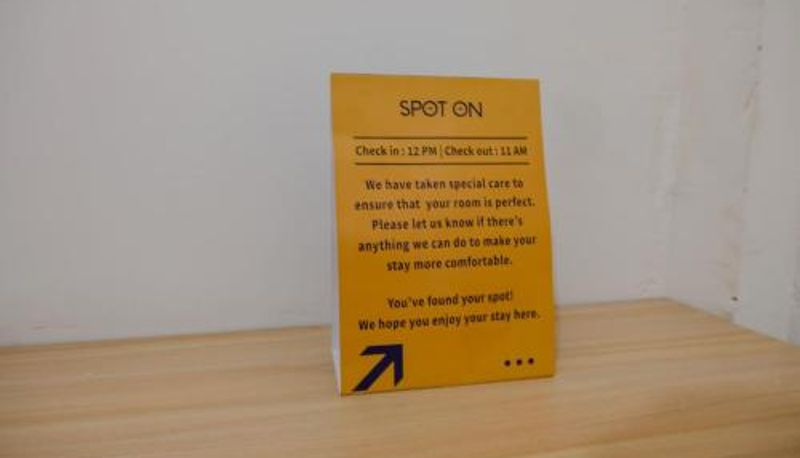 SPOT ON
Check in : 12 PM | Check out : 11 AM
We have taken special care to
ensure that your room is perfect.
Please let us know if there's
anything we can do to make your
stay more comfortable.
You've found your spot!
We hope you enjoy your stay here.